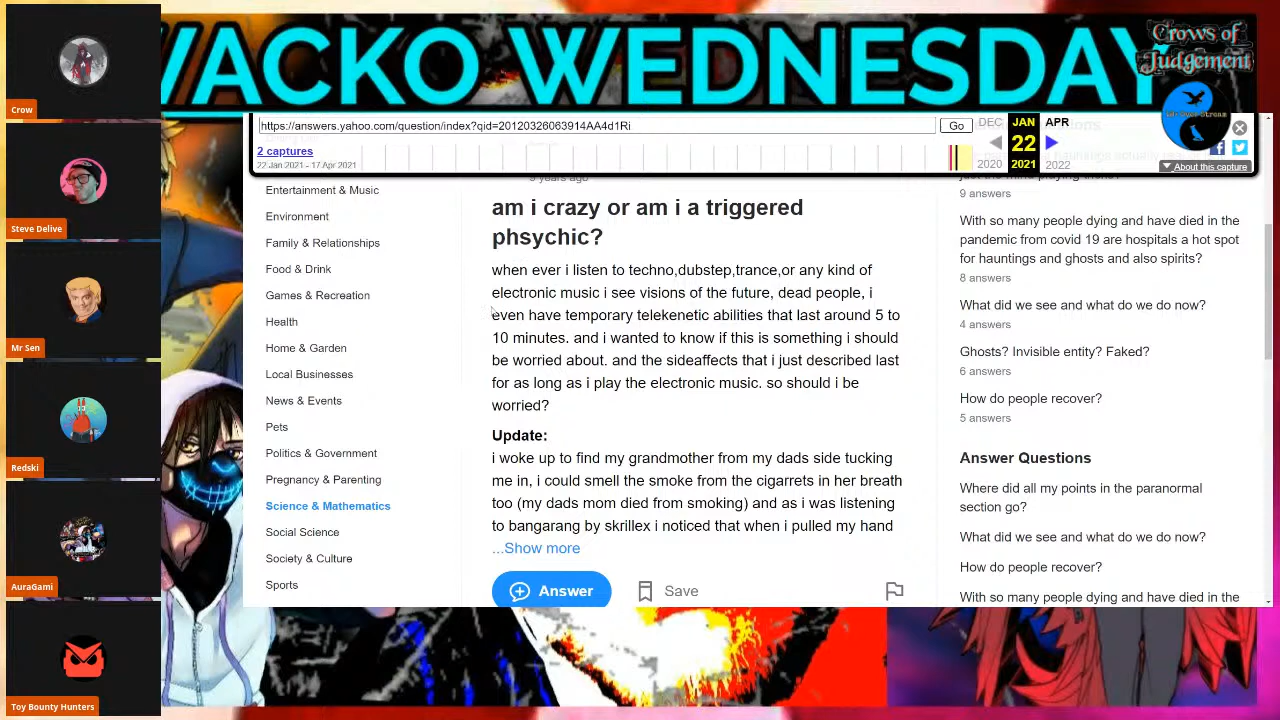 WACKO WEDNESDAY
Crows of
Judgement
Crow
Steve Delive
Mr Sen
Redski
AuraGami
Toy Bounty Hunters
https://answers.yahoo.com/question/index?qid=20120326063914AA4d1Ri
Go
DEC
JAN
APR
2 captures
22 Jan 2021 - 17 Apr 2021
22
2020
2021
2022
About this capture
Entertainment & Music
Environment
Family & Relationships
Food & Drink
Games & Recreation
Health
Home & Garden
Local Businesses
News & Events
Pets
Politics & Government
Pregnancy & Parenting
Science & Mathematics
Social Science
Society & Culture
Sports
9 years ago
am i crazy or am i a triggered
phsychic?
when ever i listen to techno,dubstep,trance,or any kind of
electronic music i see visions of the future, dead people, i
even have temporary telekenetic abilities that last around 5 to
10 minutes. and i wanted to know if this is something i should
be worried about. and the sideaffects that i just described last
for as long as i play the electronic music. so should i be
worried?
Update:
i woke up to find my grandmother from my dads side tucking
me in, i could smell the smoke from the cigarrets in her breath
too (my dads mom died from smoking) and as i was listening
to bangarang by skrillex i noticed that when i pulled my hand
...Show more
Answer
Save
9 answers
With so many people dying and have died in the
pandemic from covid 19 are hospitals a hot spot
for hauntings and ghosts and also spirits?
8 answers
What did we see and what do we do now?
4 answers
Ghosts? Invisible entity? Faked?
6 answers
How do people recover?
5 answers
Answer Questions
Where did all my points in the paranormal
section go?
What did we see and what do we do now?
How do people recover?
With so many people dying and have died in the